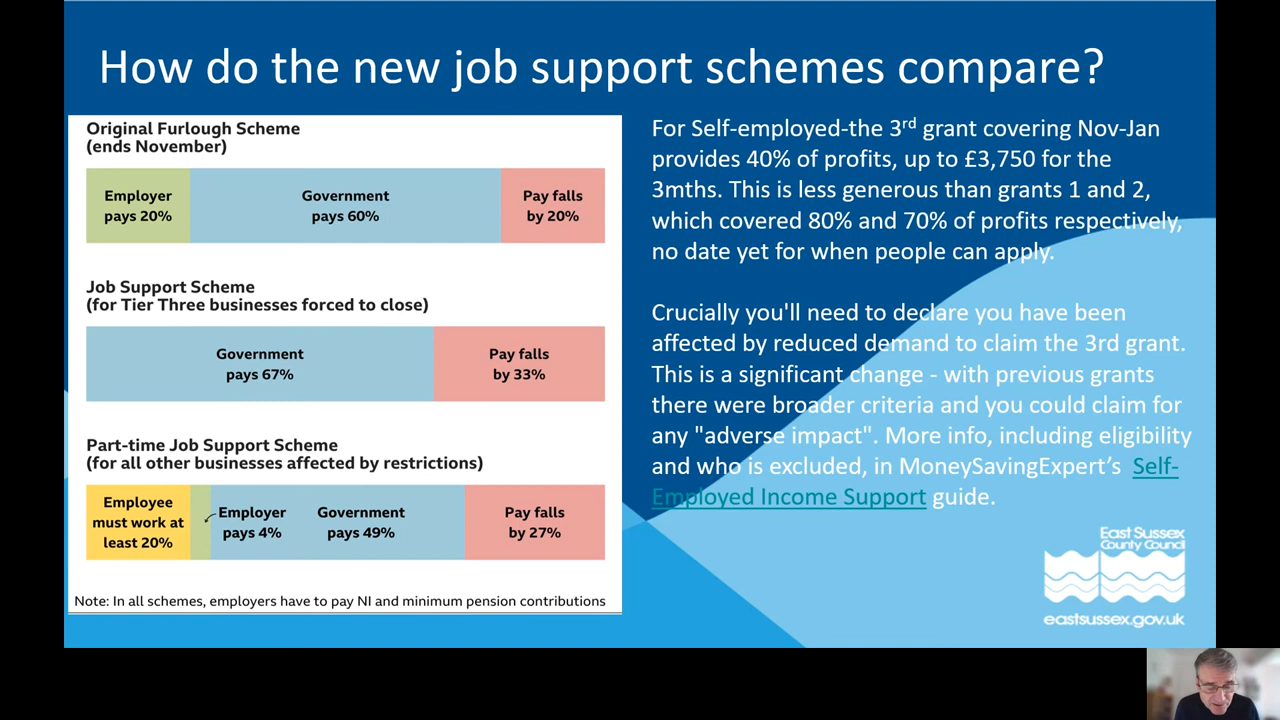 How do the new job support schemes compare?
Original Furlough Scheme
(ends November)
Employer
pays 20%
Government
pays 60%
Pay falls
by 20%
Job Support Scheme
(for Tier Three businesses forced to close)
Government
pays 67%
Pay falls
by 33%
Part-time Job Support Scheme
(for all other businesses affected by restrictions)
Employee
must work at
least 20%
Employer
pays 4%
Government
pays 49%
Pay falls
by 27%
Note: In all schemes, employers have to pay NI and minimum pension contributions
For Self-employed-the 3rd grant covering Nov-Jan
provides 40% of profits, up to £3,750 for the
3mths. This is less generous than grants 1 and 2,
which covered 80% and 70% of profits respectively,
no date yet for when people can apply.
Crucially you'll need to declare you have been
affected by reduced demand to claim the 3rd grant.
This is a significant change - with previous grants
there were broader criteria and you could claim for
any "adverse impact". More info, including eligibility
and who is excluded, in MoneySavingExpert’s Self-
Employed Income Support guide.
East Sussex
County Council
eastsussex.gov.uk